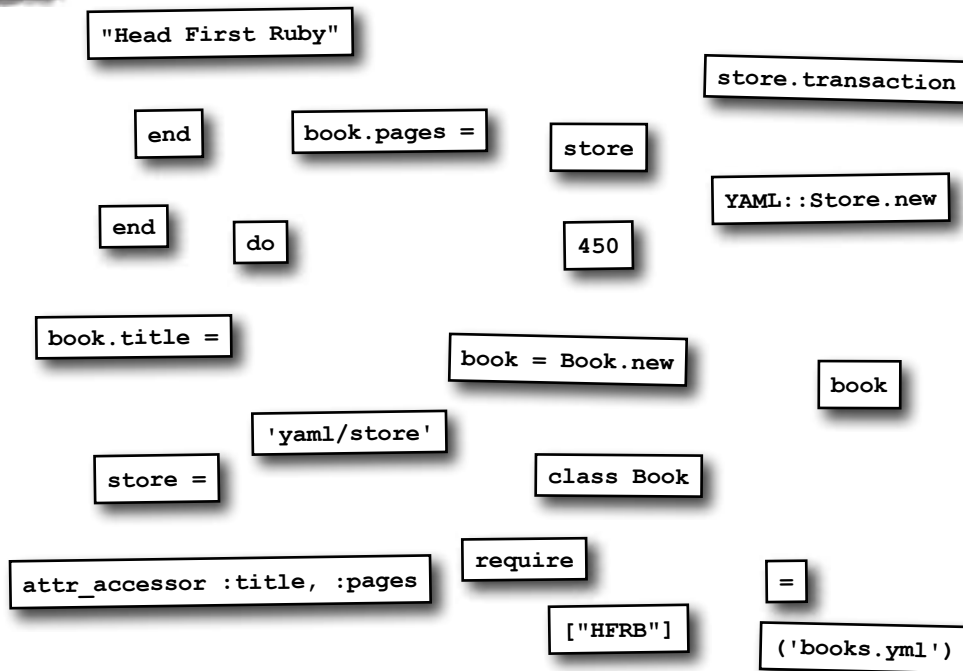 "Head First Ruby"
store.transaction
end
book.pages =
store
YAML::Store.new
end
do
450
book.title =
book = Book.new
book
'yaml/store'
store =
class Book
require
attr_accessor :title, :pages
=
["HFRB"]
('books.yml')